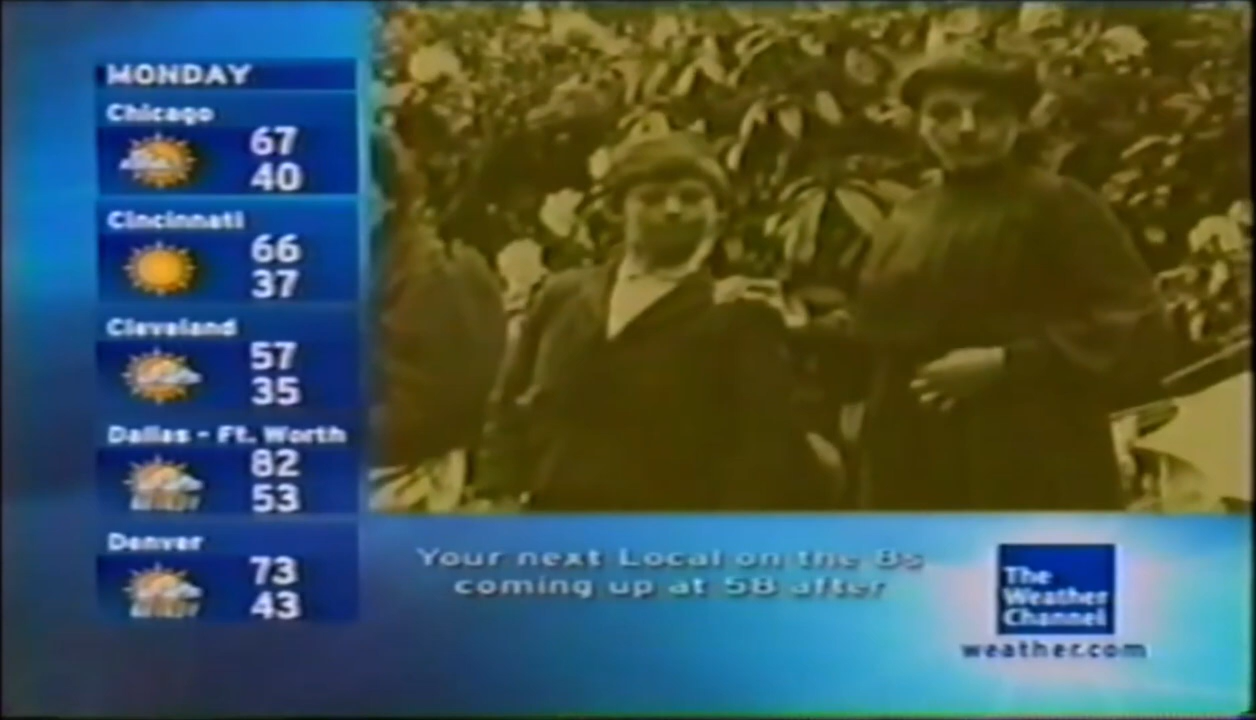 MONDAY
Chicago
67
40
Cincinnati
66
37
Cleveland
57
35
Dallas - Ft. Worth
82
53
Denver
73
43
Your next Local on the 8s
coming up at 58 after
The
Weather
Channel
weather.com